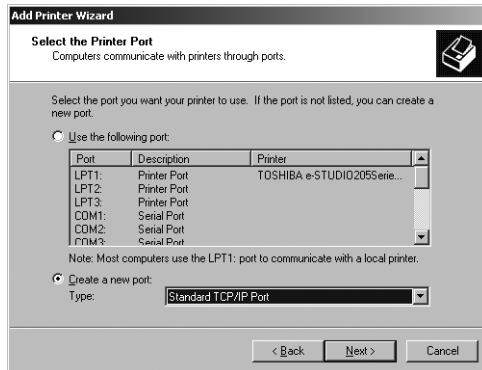 Add Printer Wizard
Select the Printer Port
Computers communicate with printers through ports.
Select the port you want your printer to use. If the port is not listed, you can create a
new port.
Use the following port:
Port Description Printer
LPT1: Printer Port TOSHIBA e-STUDIO205Serie...
LPT2: Printer Port
LPT3: Printer Port
COM1: Serial Port
COM2: Serial Port
COM3: Serial Port
Note: Most computers use the LPT1: port to communicate with a local printer.
Create a new port:
Type: Standard TCP/IP Port
< Back Next > Cancel